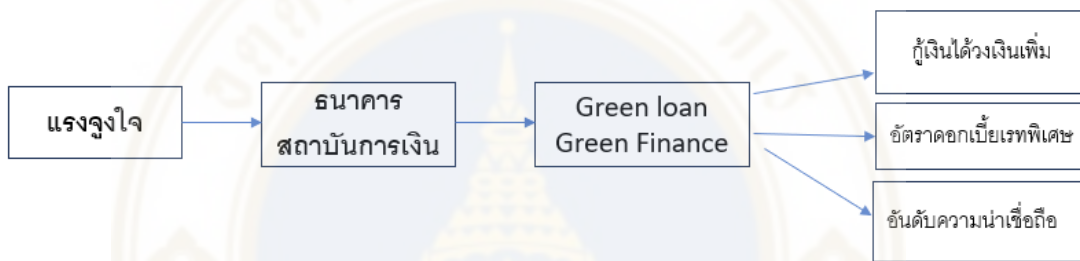 แรงจูงใจ
ธนาคาร
สถาบันการเงิน
Green loan
Green Finance
กู้เงินได้วงเงินเพิ่ม
อัตราดอกเบี้ยเรทพิเศษ
อันดับความน่าเชื่อถือ